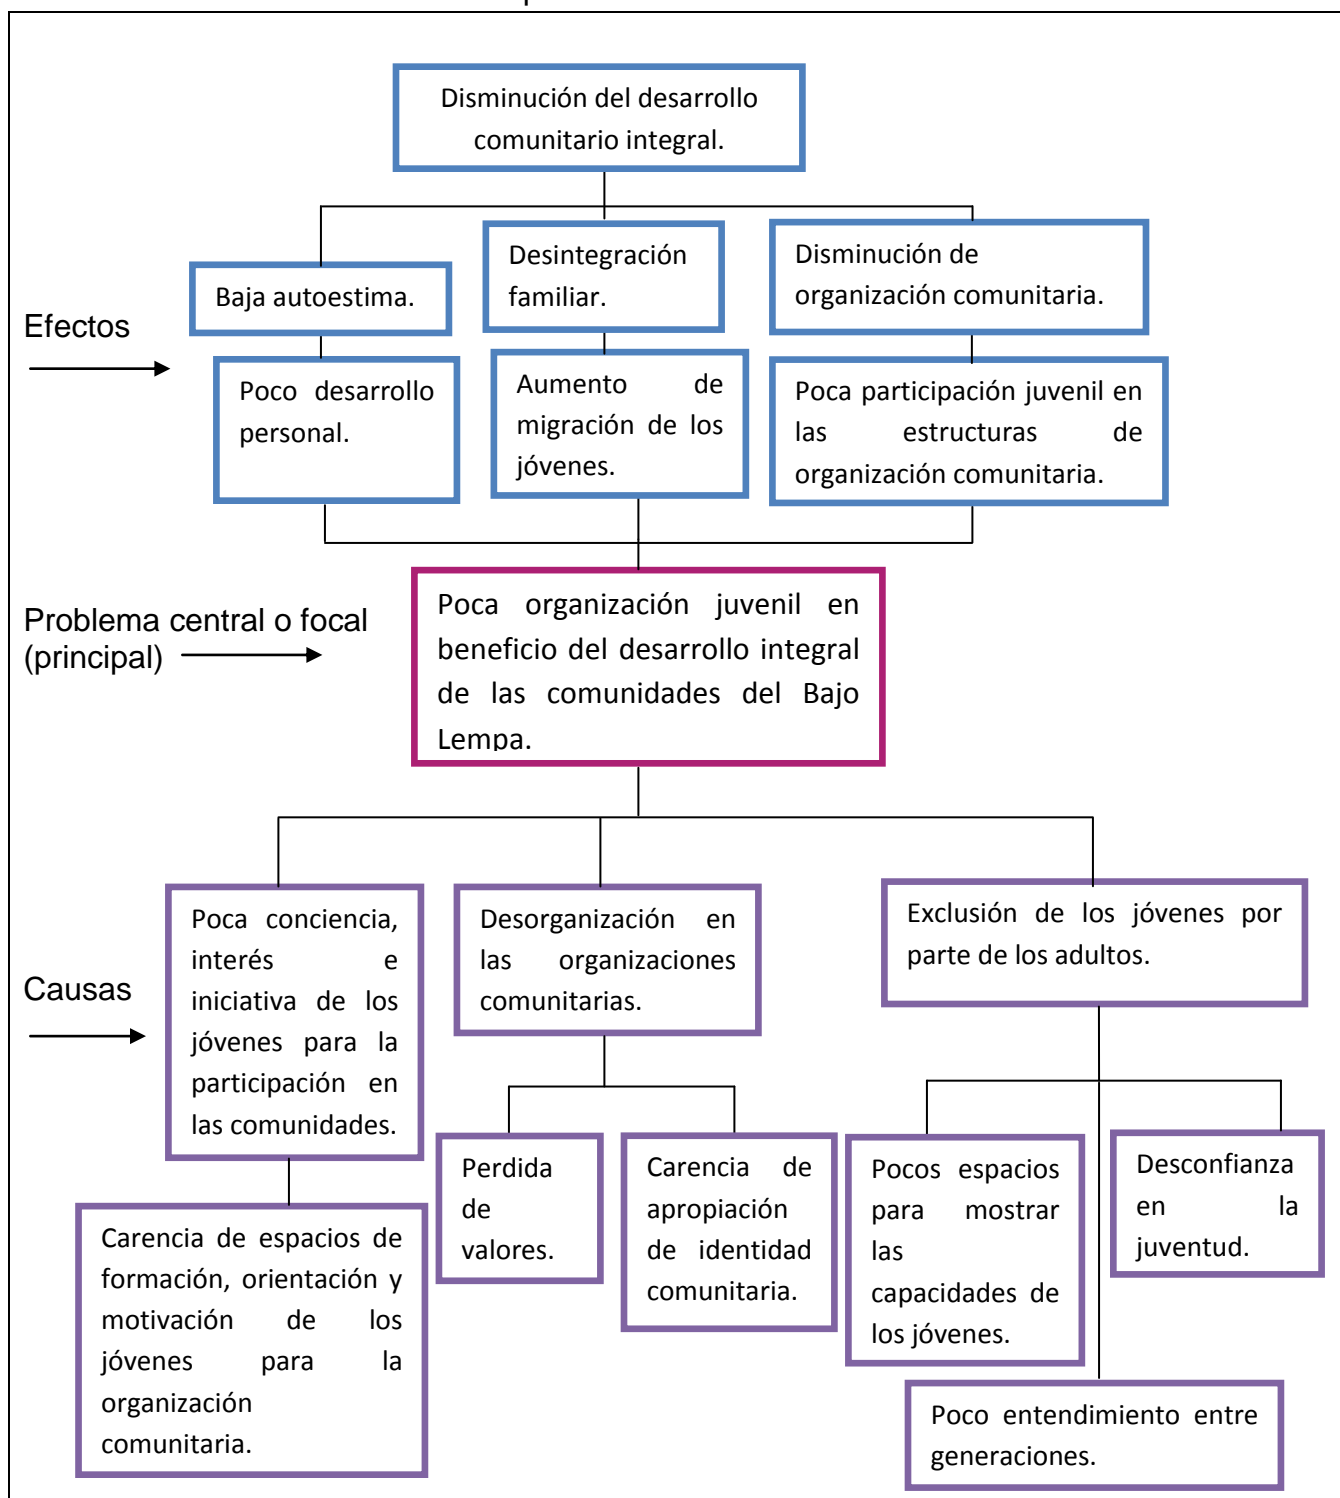 Disminución del desarrollo
comunitario integral.
Baja autoestima.
Desintegración
familiar.
Disminución de
organización comunitaria.
Efectos
Poco desarrollo
personal.
Aumento de
migración de los
jóvenes.
Poca participación juvenil en
las estructuras de
organización comunitaria.
Problema central o focal
(principal)
Poca organización juvenil en
beneficio del desarrollo integral
de las comunidades del Bajo
Lempa.
Causas
Poca conciencia,
interés e
iniciativa de los
jóvenes para la
participación en
las comunidades.
Desorganización en
las organizaciones
comunitarias.
Exclusión de los jóvenes por
parte de los adultos.
Carencia de espacios de
formación, orientación y
motivación de los
jóvenes para la
organización
comunitaria.
Perdida
de
valores.
Carencia de
apropiación
de identidad
comunitaria.
Pocos espacios
para mostrar
las
capacidades de
los jóvenes.
Desconfianza
en la
juventud.
Poco entendimiento entre
generaciones.